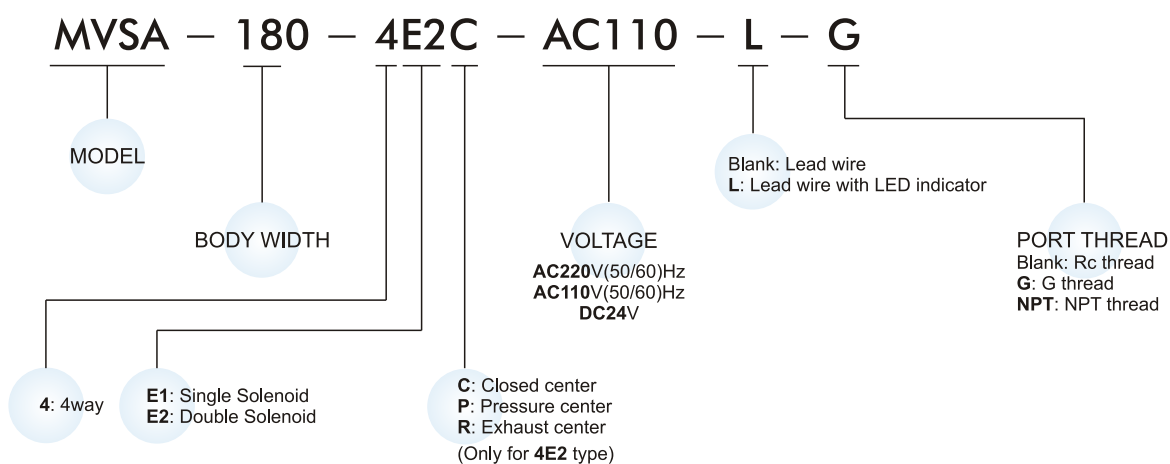 MVSA – 180 – 4E2C – AC110 – L – G
MODEL
BODY WIDTH
4: 4way
E1: Single Solenoid
E2: Double Solenoid
C: Closed center
P: Pressure center
R: Exhaust center
(Only for 4E2 type)
VOLTAGE
AC220V(50/60)Hz
AC110V(50/60)Hz
DC24V
Blank: Lead wire
L: Lead wire with LED indicator
PORT THREAD
Blank: Rc thread
G: G thread
NPT: NPT thread